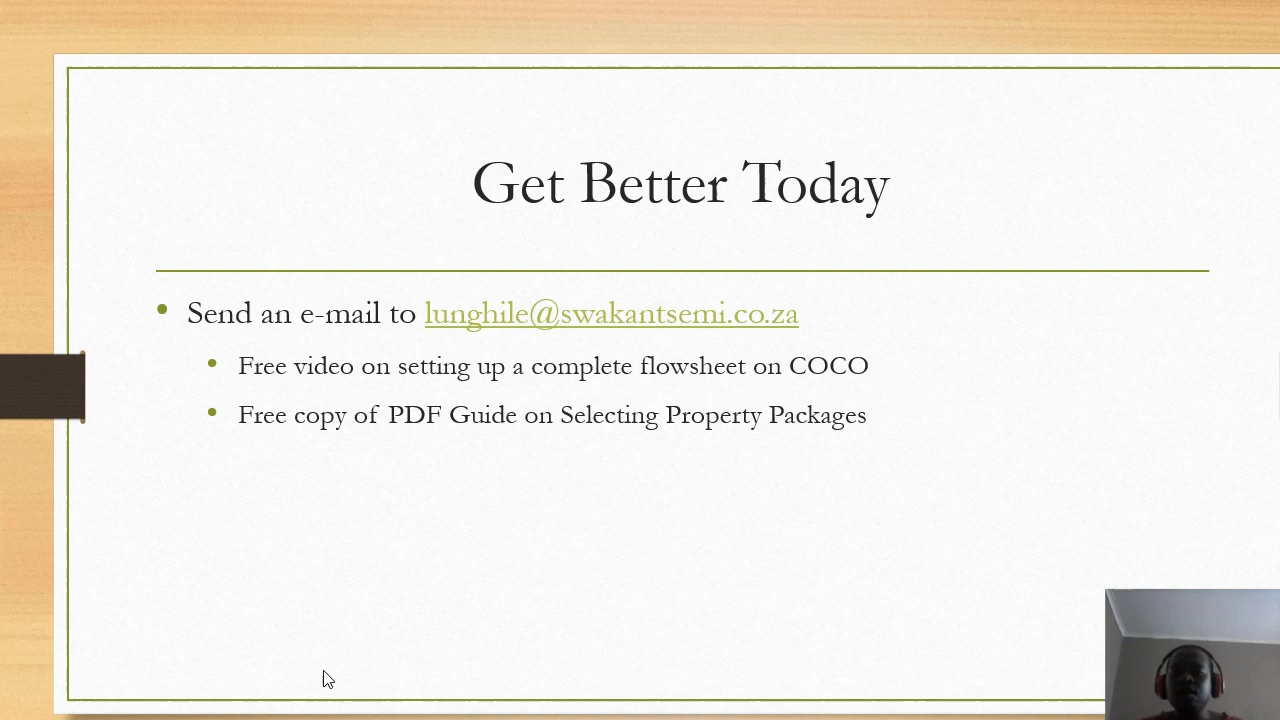 Get Better Today
Send an e-mail to lunghile@swakantsemi.co.za
Free video on setting up a complete flowsheet on COCO
Free copy of PDF Guide on Selecting Property Packages